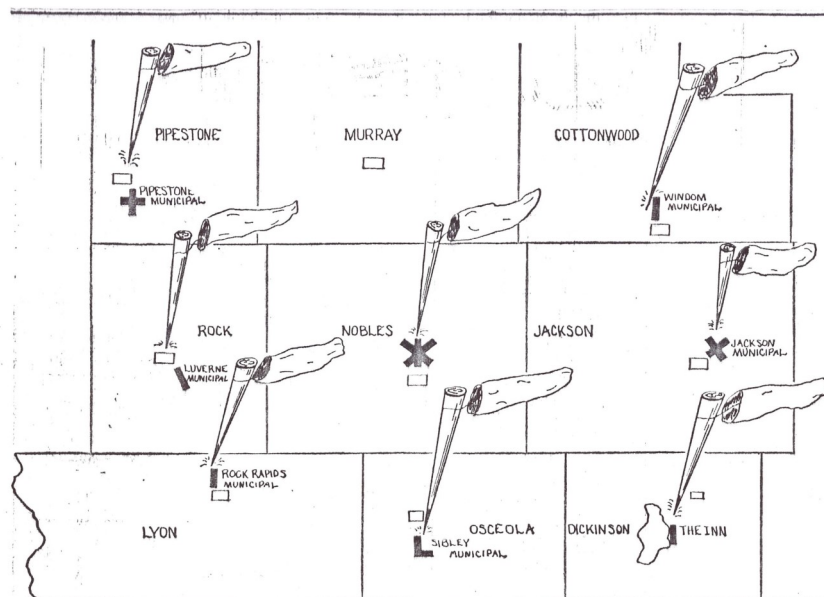 PIPESTONE
MURRAY
COTTONWOOD
PIPESTONE
MUNICIPAL
WINDOM
MUNICIPAL
ROCK
NOBLES
JACKSON
JACKSON
MUNICIPAL
LUVERNE
MUNICIPAL
ROCK RAPIDS
MUNICIPAL
LYON
OSCEOLA
DICKINSON
THE INN
SIBLEY
MUNICIPAL